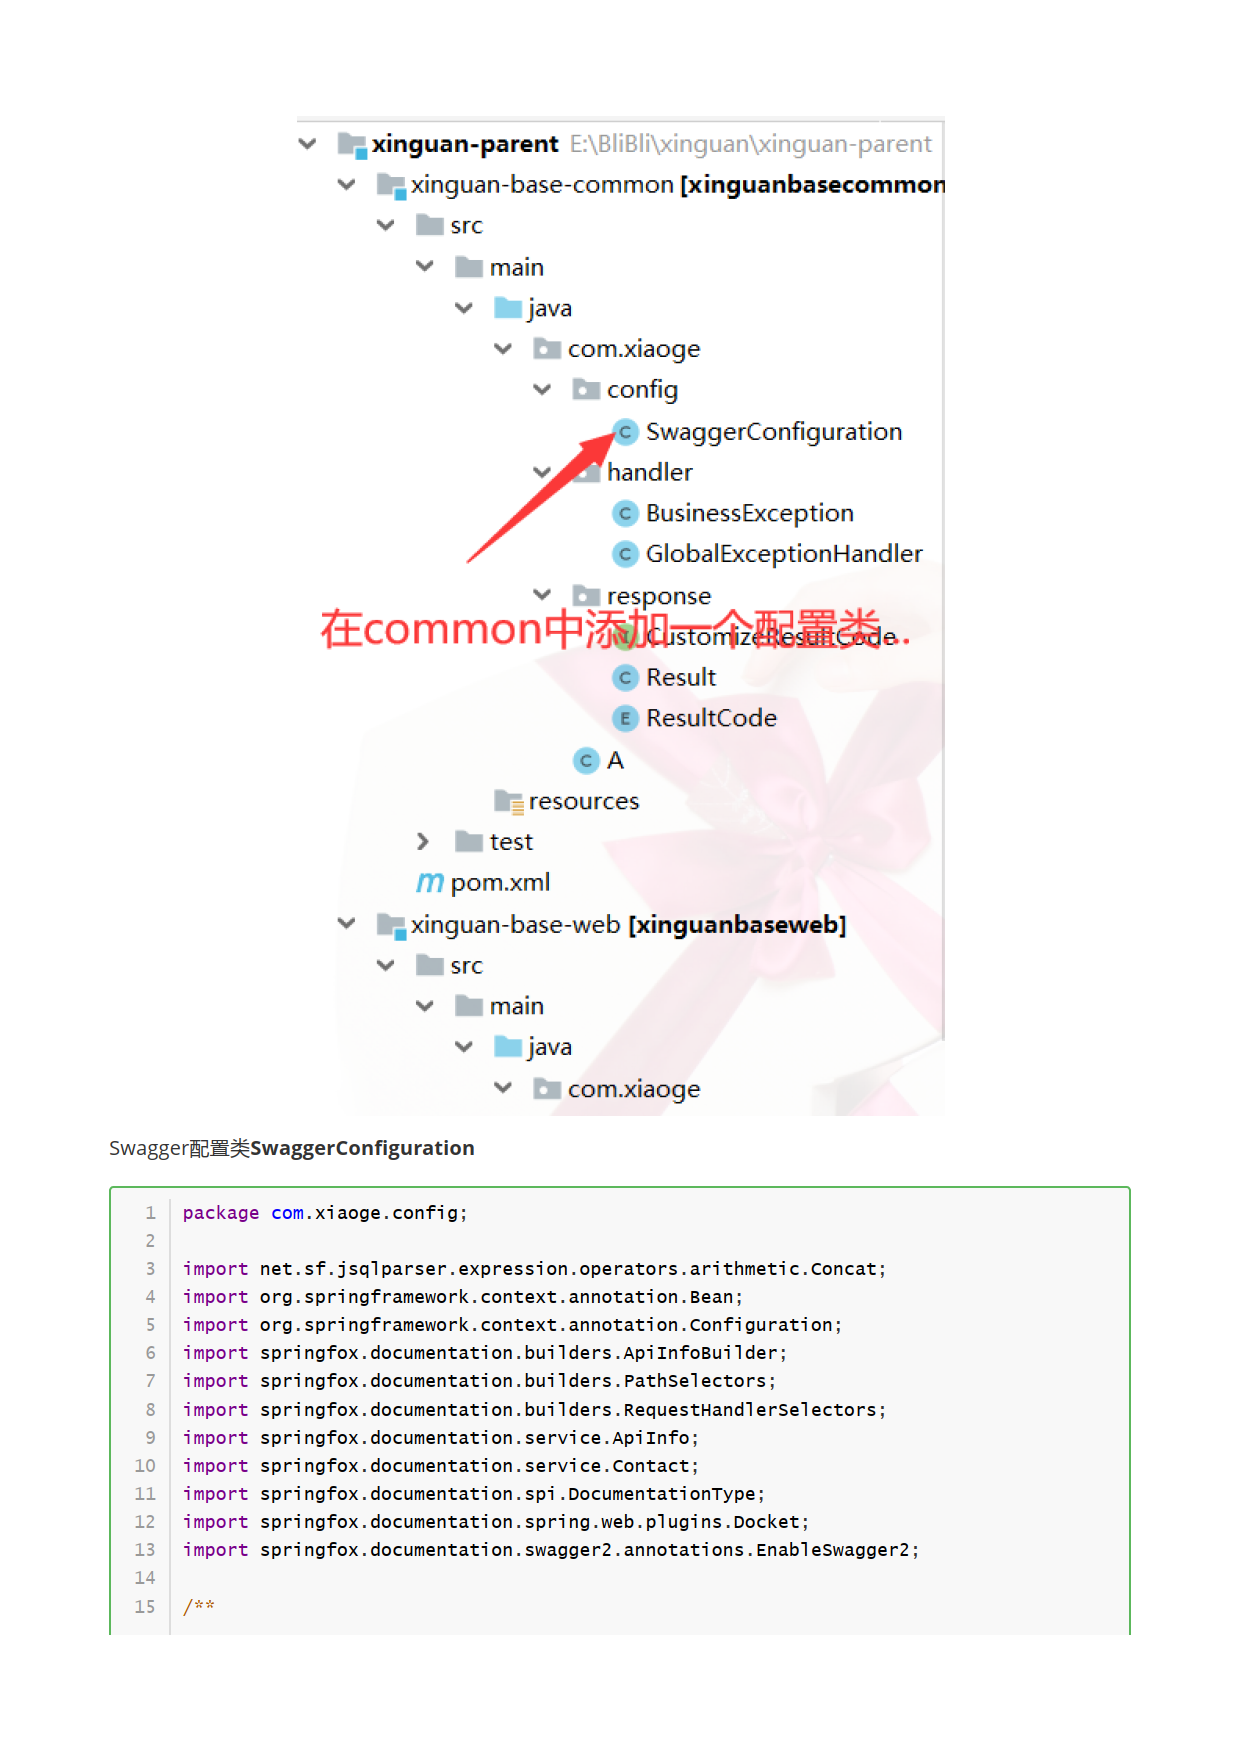 xinguan-parent E:\BliBli\xinguan\xinguan-parent
xinguan-base-common [xinguanbasecommon
src
main
java
com.xiaoge
config
SwaggerConfiguration
handler
BusinessException
GlobalExceptionHandler
response
在common中添加一个配置类...
CustomizeResultCode
Result
ResultCode
A
resources
test
pom.xml
xinguan-base-web [xinguanbaseweb]
src
main
java
com.xiaoge
Swagger配置类SwaggerConfiguration
1 package com.xiaoge.config;
2
3 import net.sf.jsqlparser.expression.operators.arithmetic.Concat;
4 import org.springframework.context.annotation.Bean;
5 import org.springframework.context.annotation.Configuration;
6 import springfox.documentation.builders.ApiInfoBuilder;
7 import springfox.documentation.builders.PathSelectors;
8 import springfox.documentation.builders.RequestHandlerSelectors;
9 import springfox.documentation.service.ApiInfo;
10 import springfox.documentation.service.Contact;
11 import springfox.documentation.spi.DocumentationType;
12 import springfox.documentation.spring.web.plugins.Docket;
13 import springfox.documentation.swagger2.annotations.EnableSwagger2;
14
15 /**